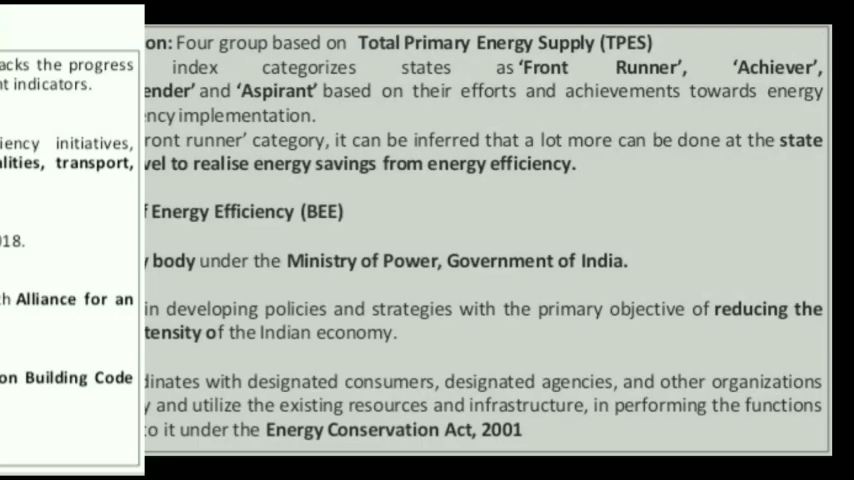 acks the progress
nt indicators.
iency initiatives,
alities, transport,
018.
th Alliance for an
on Building Code
on: Four group based on Total Primary Energy Supply (TPES)
index categorizes states as 'Front Runner', 'Achiever',
ender' and 'Aspirant' based on their efforts and achievements towards energy
ncy implementation.
ront runner' category, it can be inferred that a lot more can be done at the state
vel to realise energy savings from energy efficiency.
f Energy Efficiency (BEE)
y body under the Ministry of Power, Government of India.
in developing policies and strategies with the primary objective of reducing the
tensity of the Indian economy.
dinates with designated consumers, designated agencies, and other organizations
y and utilize the existing resources and infrastructure, in performing the functions
to it under the Energy Conservation Act, 2001